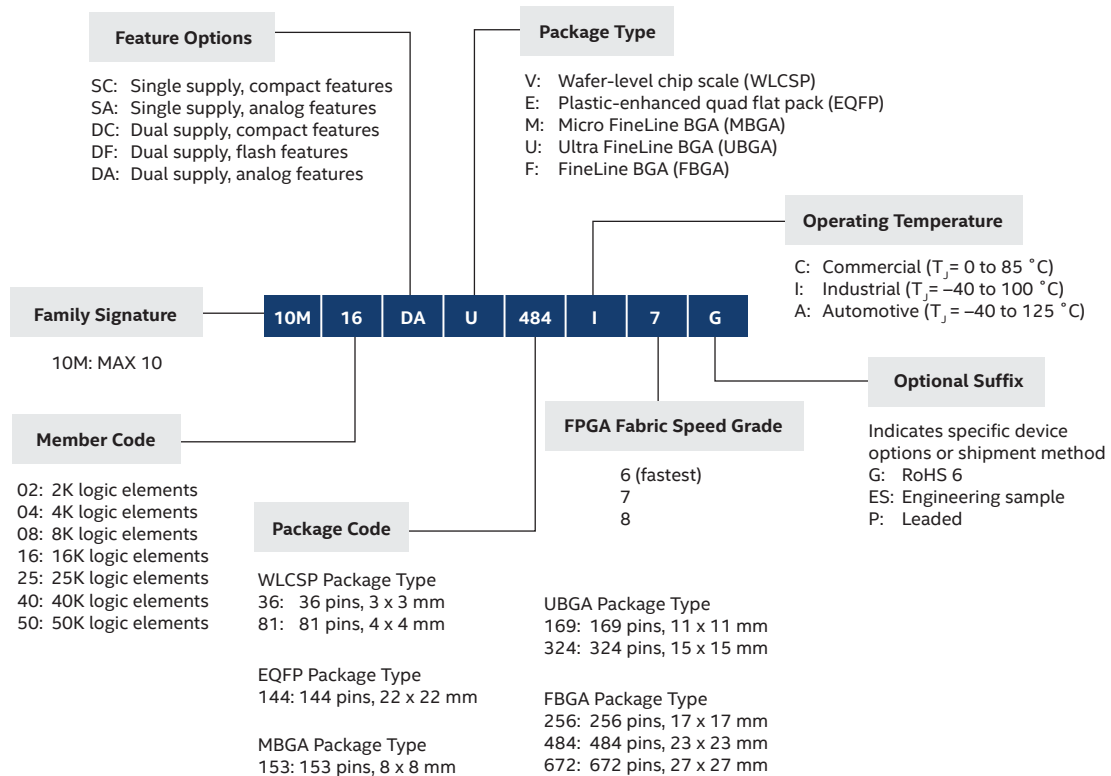 Feature Options
SC: Single supply, compact features
SA: Single supply, analog features
DC: Dual supply, compact features
DF: Dual supply, flash features
DA: Dual supply, analog features
Package Type
V: Wafer-level chip scale (WLCSP)
E: Plastic-enhanced quad flat pack (EQFP)
M: Micro FineLine BGA (MBGA)
U: Ultra FineLine BGA (UBGA)
F: FineLine BGA (FBGA)
Operating Temperature
C: Commercial (TJ= 0 to 85 ˚C)
I: Industrial (TJ= –40 to 100 ˚C)
A: Automotive (TJ = –40 to 125 ˚C)
Family Signature
10M: MAX 10
10M 16 DA U 484 I 7 G
Member Code
02: 2K logic elements
04: 4K logic elements
08: 8K logic elements
16: 16K logic elements
25: 25K logic elements
40: 40K logic elements
50: 50K logic elements
Package Code
WLCSP Package Type
36: 36 pins, 3 x 3 mm
81: 81 pins, 4 x 4 mm
EQFP Package Type
144: 144 pins, 22 x 22 mm
MBGA Package Type
153: 153 pins, 8 x 8 mm
UBGA Package Type
169: 169 pins, 11 x 11 mm
324: 324 pins, 15 x 15 mm
FBGA Package Type
256: 256 pins, 17 x 17 mm
484: 484 pins, 23 x 23 mm
672: 672 pins, 27 x 27 mm
FPGA Fabric Speed Grade
6 (fastest)
7
8
Optional Suffix
Indicates specific device
options or shipment method
G: RoHS 6
ES: Engineering sample
P: Leaded